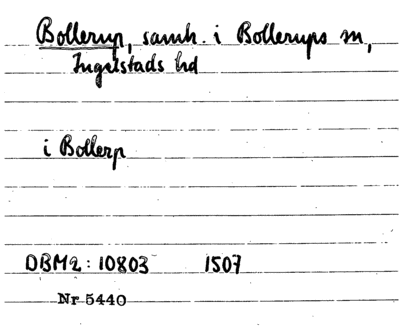 Bollerup, samh. i Bollerups sn,
Ingelstads hd
i Bollerp
DBM2: 10803 1507
Nr 5440